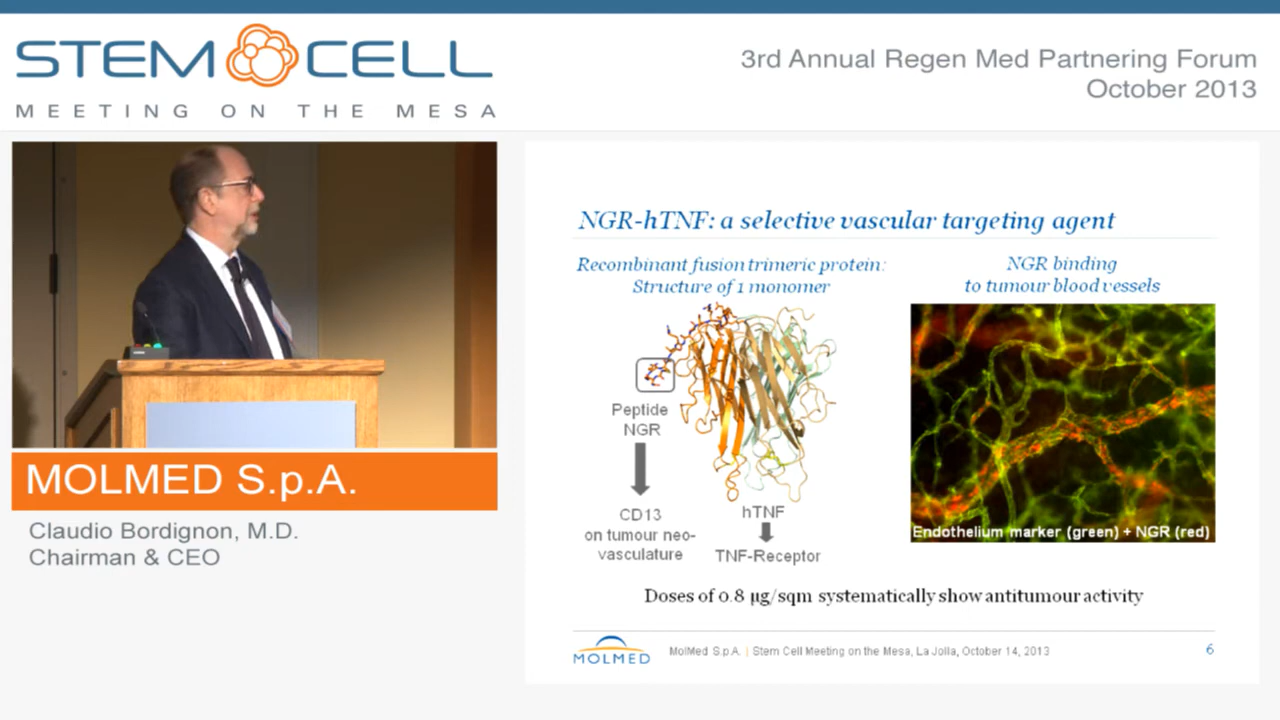 STEM CELL
MEETING ON THE MESA
3rd Annual Regen Med Partnering Forum
October 2013
MOLMED S.p.A.
Claudio Bordignon, M.D.
Chairman & CEO
NGR-hTNF: a selective vascular targeting agent
Recombinant fusion trimeric protein:
Structure of 1 monomer
NGR binding
to tumour blood vessels
Peptide
NGR
CD13
on tumour neo-
vasculature
hTNF
TNF-Receptor
Endothelium marker (green) + NGR (red)
Doses of 0.8 µg/sqm systematically show antitumour activity
MOLMED
MolMed S.p.A. | Stem Cell Meeting on the Mesa, La Jolla, October 14, 2013
6